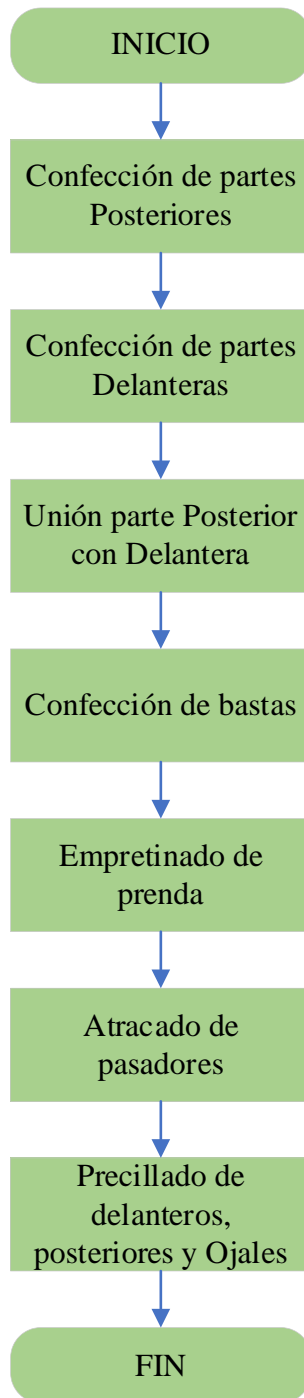 INICIO
Confección de partes
Posteriores
Confección de partes
Delanteras
Unión parte Posterior
con Delantera
Confección de bastas
Empretinado de
prenda
Atracado de
pasadores
Precillado de
delanteros,
posteriores y Ojales
FIN